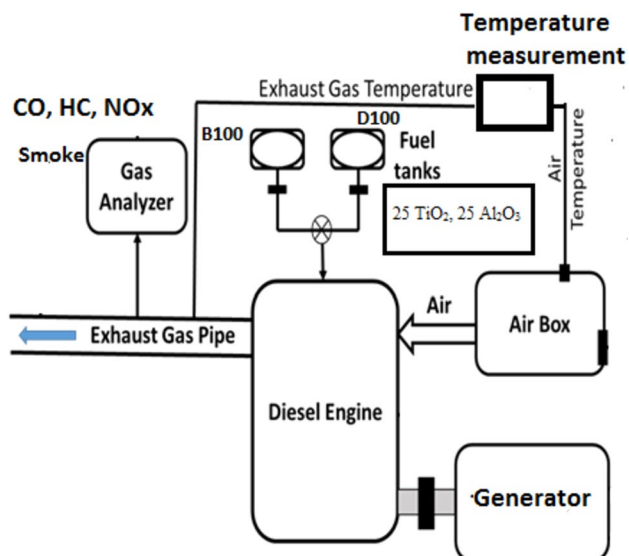 Temperature
measurement
Exhaust Gas Temperature
CO, HC, NOx
Smoke
Gas
Analyzer
B100
D100
Fuel
tanks
Air
Temperature
25 TiO₂, 25 Al₂O₃
Air
Air Box
Exhaust Gas Pipe
Diesel Engine
Generator